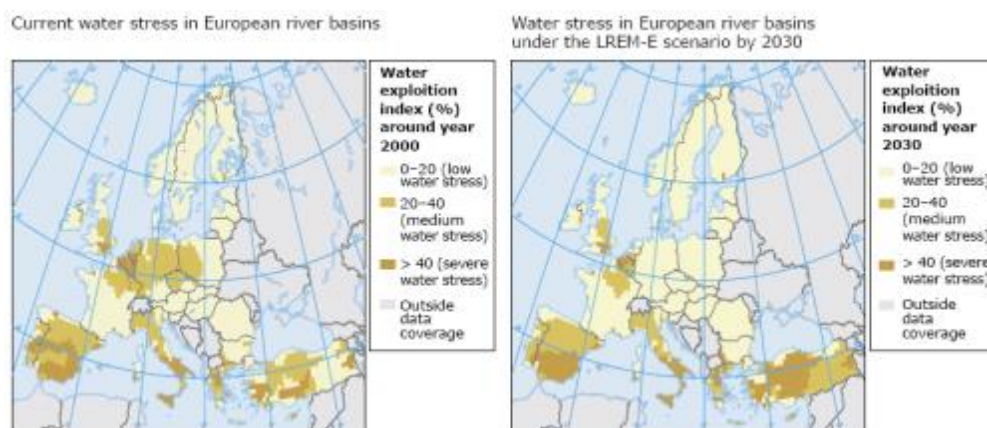 Current water stress in European river basins
Water
exploition
index (%)
around year
2000
0–20 (low
water stress)
20–40
(medium
water stress)
> 40 (severe
water stress)
Outside
data
coverage
Water stress in European river basins
under the LREM-E scenario by 2030
Water
exploition
index (%)
around year
2030
0–20 (low
water stress)
20–40
(medium
water stress)
> 40 (severe
water stress)
Outside
data
coverage